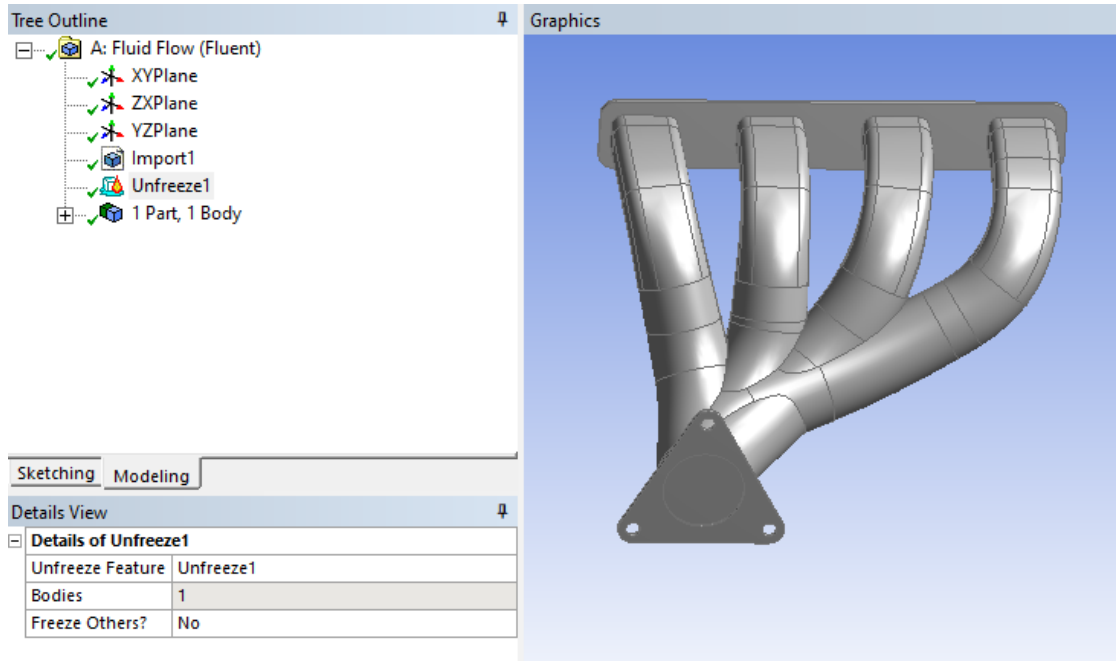 Tree Outline
Graphics
A: Fluid Flow (Fluent)
XYPlane
ZXPlane
YZPlane
Import1
Unfreeze1
1 Part, 1 Body
Sketching Modeling
Details View
Details of Unfreeze1
Unfreeze Feature Unfreeze1
Bodies 1
Freeze Others? No